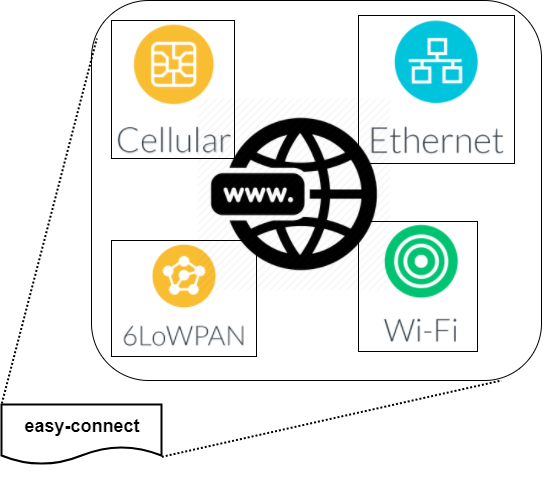 Cellular
Ethernet
www.
6LoWPAN
Wi-Fi
easy-connect